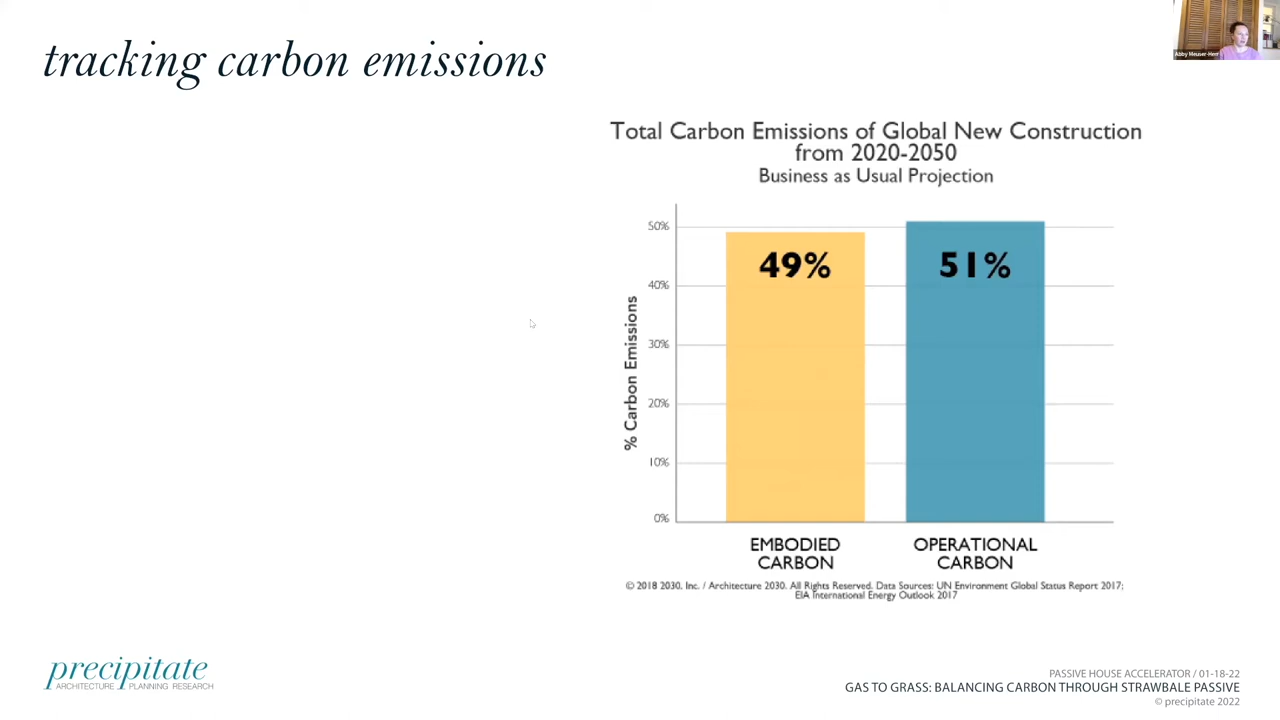 tracking carbon emissions
Abby Meuser-Herr
Total Carbon Emissions of Global New Construction
from 2020-2050
Business as Usual Projection
50%
40%
30%
20%
10%
0%
% Carbon Emissions
49%
51%
EMBODIED
CARBON
OPERATIONAL
CARBON
© 2018 2030, Inc. / Architecture 2030. All Rights Reserved. Data Sources: UN Environment Global Status Report 2017;
EIA International Energy Outlook 2017
precipitate
ARCHITECTURE PLANNING RESEARCH
PASSIVE HOUSE ACCELERATOR / 01-18-22
GAS TO GRASS: BALANCING CARBON THROUGH STRAWBALE PASSIVE
© precipitate 2022